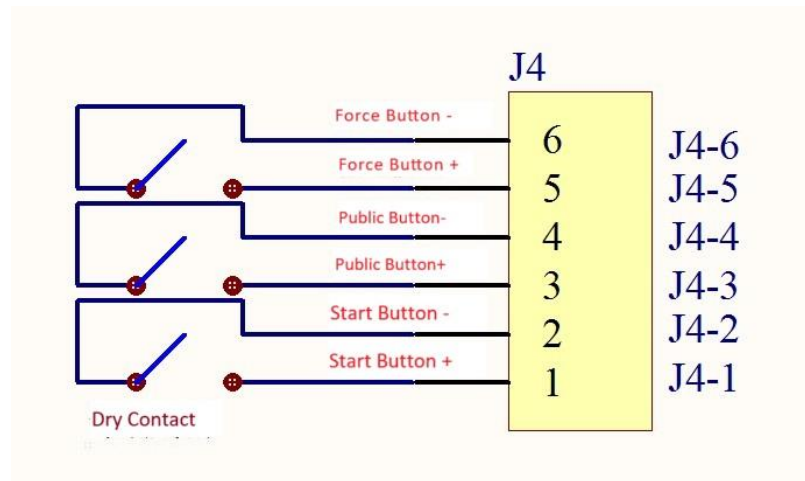 J4
Force Button -
6
J4-6
Force Button +
5
J4-5
Public Button-
4
J4-4
Public Button+
3
J4-3
Start Button -
2
J4-2
Start Button +
1
J4-1
Dry Contact